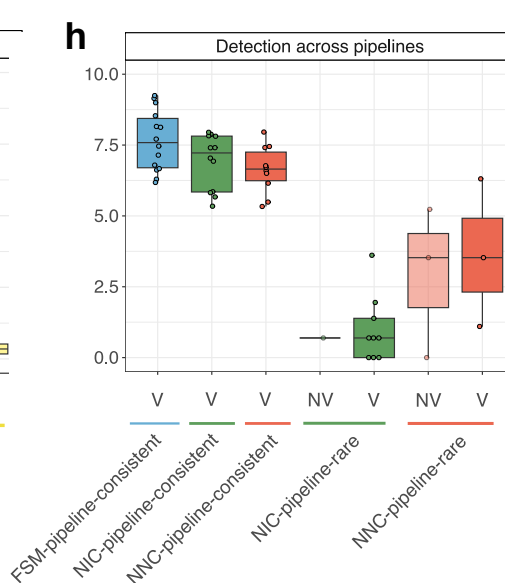 h
Detection across pipelines
10.0
7.5
5.0
2.5
0.0
V V V NV V NV V
FSM-pipeline-consistent
NIC-pipeline-consistent
NNC-pipeline-consistent
NIC-pipeline-rare
NNC-pipeline-rare